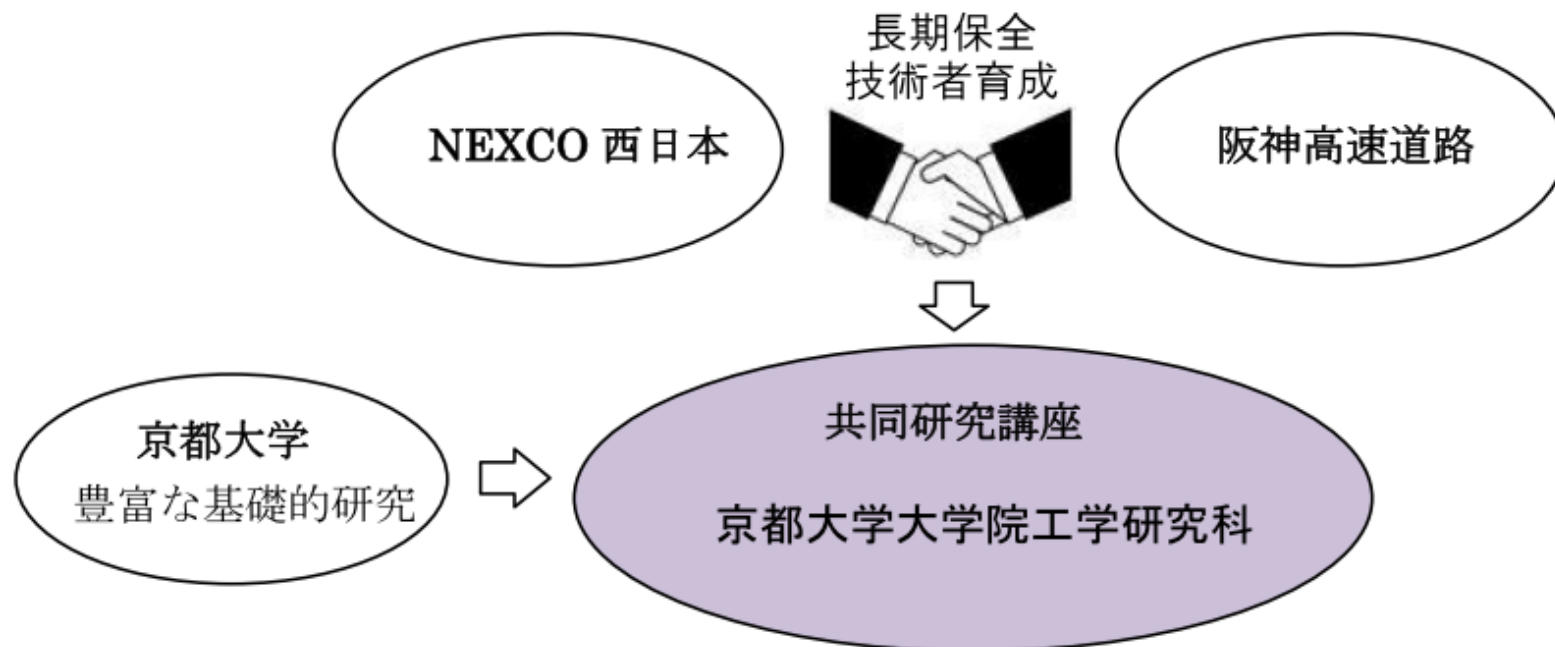 長期保全
技術者育成
NEXCO 西日本
阪神高速道路
京都大学
豊富な基礎的研究
共同研究講座
京都大学大学院工学研究科